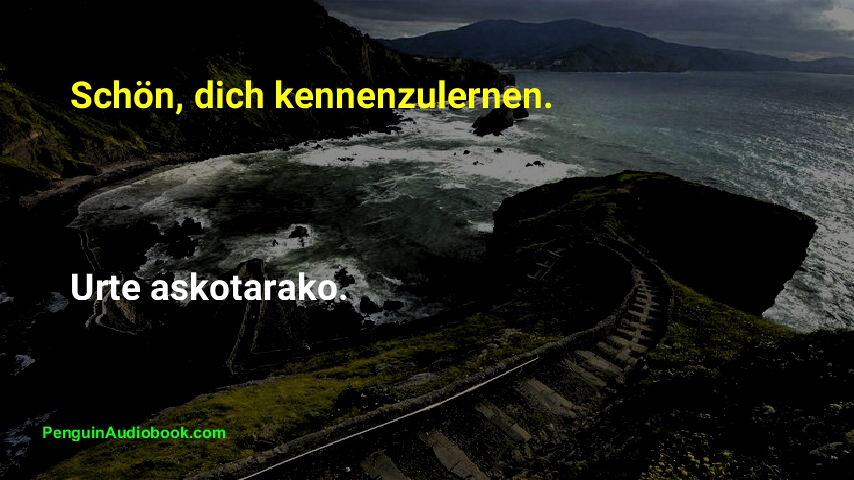 Schön, dich kennenzulernen.
Urte askotarako.
PenguinAudiobook.com